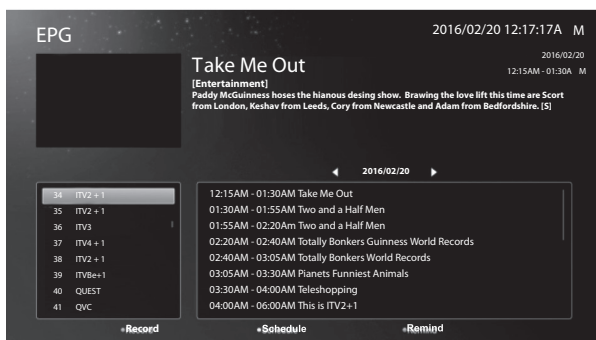 EPG
2016/02/20 12:17:17A M
2016/02/20
12:15AM - 01:30A M
Take Me Out
[Entertainment]
Paddy McGuinness hoses the hianous desing show. Brawing the love lift this time are Scort
from London, Keshav from Leeds, Cory from Newcastle and Adam from Bedfordshire. [S]
2016/02/20
34 ITV2 + 1
35 ITV2 + 1
36 ITV3
37 ITV4 + 1
38 ITV2 + 1
39 ITVBe+1
40 QUEST
41 QVC
12:15AM - 01:30AM Take Me Out
01:30AM - 01:55AM Two and a Half Men
01:55AM - 02:20Am Two and a Half Men
02:20AM - 02:40AM Totally Bonkers Guinness World Records
02:40AM - 03:05AM Totally Bonkers World Records
03:05AM - 03:30AM Pianets Funniest Animals
03:30AM - 04:00AM Teleshopping
04:00AM - 06:00AM This is ITV2+1
Record Schedule Remind